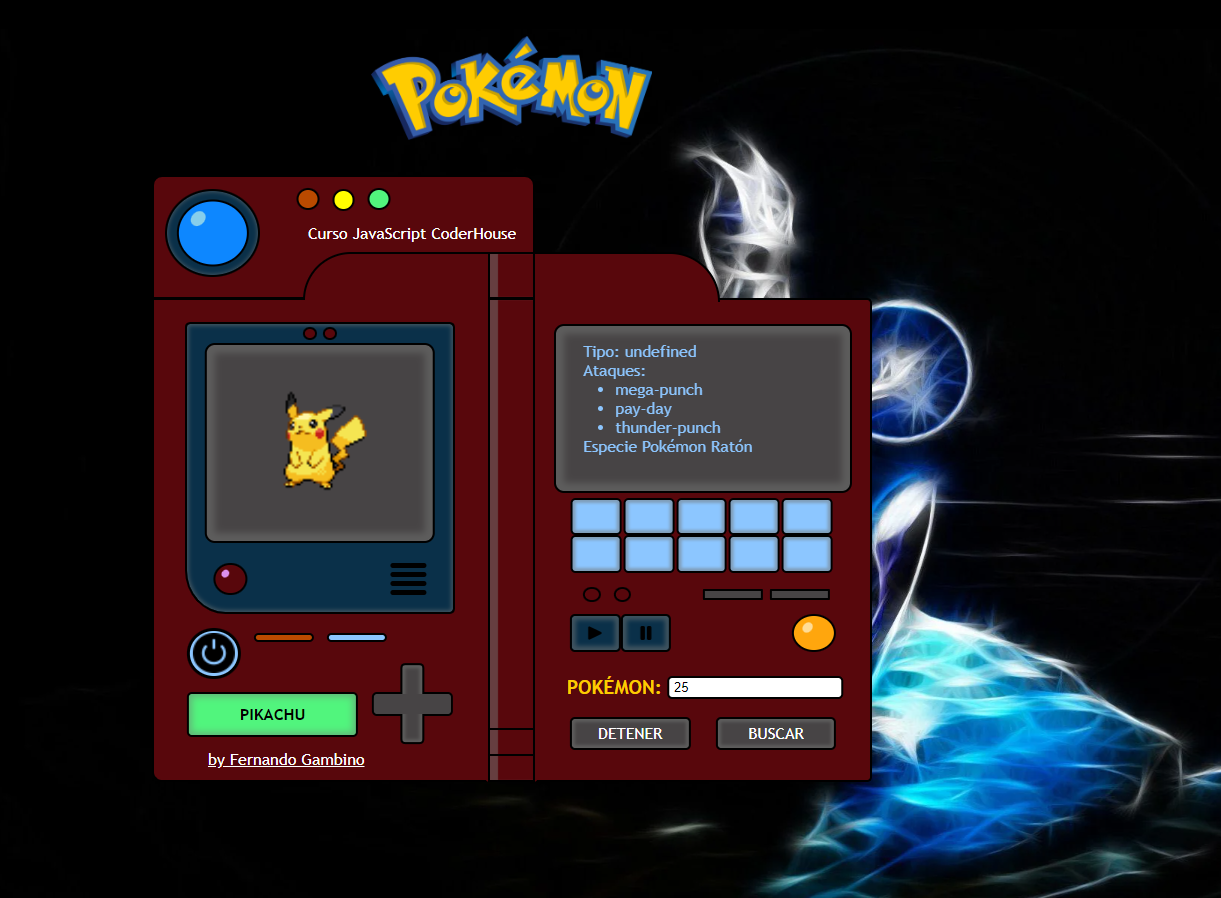 POKéMON
Curso JavaScript CoderHouse
Tipo: undefined
Ataques:
• mega-punch
• pay-day
• thunder-punch
Especie Pokémon Ratón
POKÉMON: 25
PIKACHU
DETENER BUSCAR
by Fernando Gambino